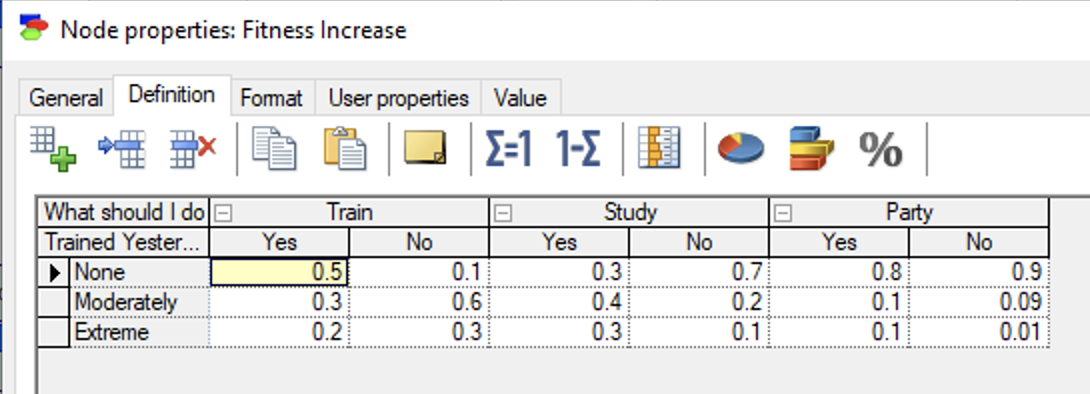 Node properties: Fitness Increase
General Definition Format User properties Value
Σ=1 1-Σ %
What should I do Train Study Party
Trained Yester... Yes No Yes No Yes No
None 0.5 0.1 0.3 0.7 0.8 0.9
Moderately 0.3 0.6 0.4 0.2 0.1 0.09
Extreme 0.2 0.3 0.3 0.1 0.1 0.01